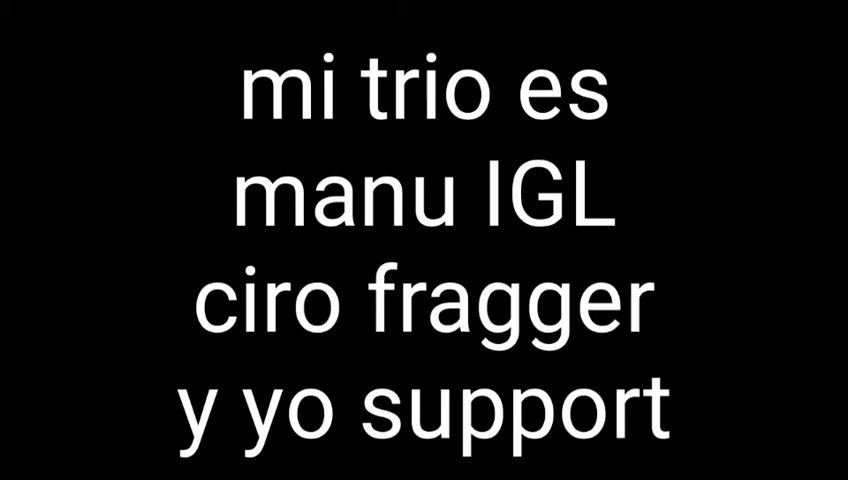 mi trio es
manu IGL
ciro fragger
y yo support